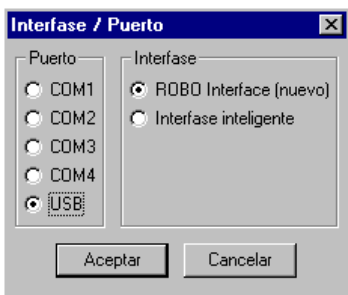 Interfase / Puerto
Puerto
COM1
COM2
COM3
COM4
USB
Interfase
ROBO Interface (nuevo)
Interfase inteligente
Aceptar
Cancelar